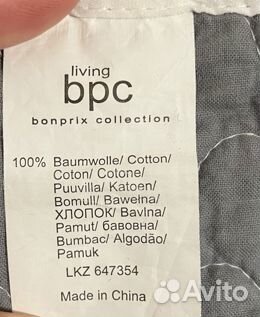 living
bpc
bonprix collection
100% Baumwolle/ Cotton/
Coton/ Cotone/
Puuvilla/ Katoen/
Bomull/ Bawełna/
ХЛОПОК/ Bavlna/
Pamut/ бавовна/
Bumbac/ Algodão/
Pamuk
LKZ 647354
Made in China
Avito